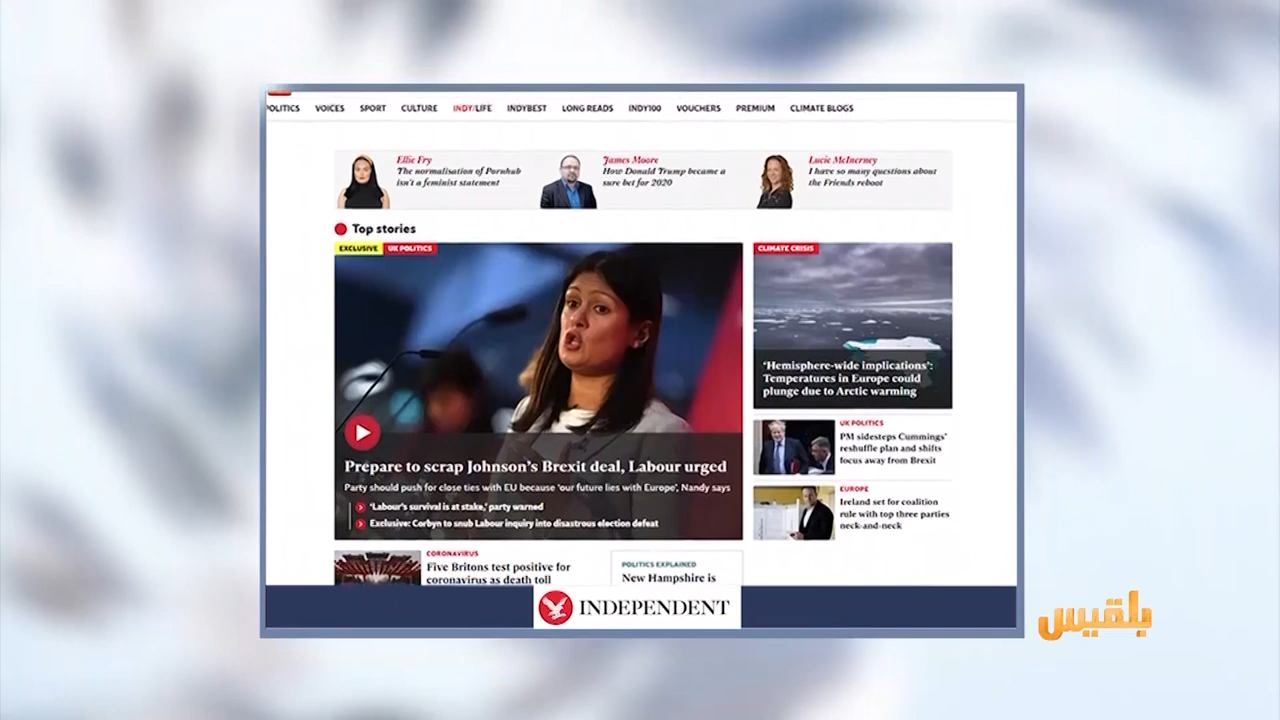 POLITICS VOICES SPORT CULTURE INDY/LIFE INDYBEST LONG READS INDY100 VOUCHERS PREMIUM CLIMATE BLOGS
Ellie Fry
The normalisation of Pornhub
isn't a feminist statement
James Moore
How Donald Trump became a
sure bet for 2020
Lucie McInerney
I have so many questions about
the Friends reboot
Top stories
EXCLUSIVE UK POLITICS
Prepare to scrap Johnson's Brexit deal, Labour urged
Party should push for close ties with EU because 'our future lies with Europe', Nandy says
'Labour's survival is at stake,' party warned
Exclusive: Corbyn to snub Labour inquiry into disastrous election defeat
CLIMATE CRISIS
'Hemisphere-wide implications':
Temperatures in Europe could
plunge due to Arctic warming
UK POLITICS
PM sidesteps Cummings'
reshuffle plan and shifts
focus away from Brexit
EUROPE
Ireland set for coalition
rule with top three parties
neck-and-neck
CORONAVIRUS
Five Britons test positive for
coronavirus as death toll
POLITICS EXPLAINED
New Hampshire is
INDEPENDENT
بلقيس